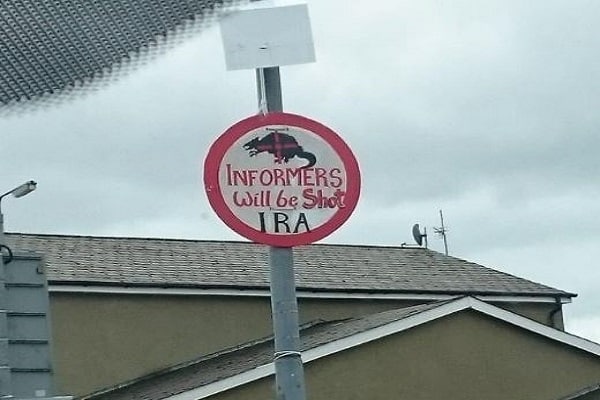 INFORMERS
Will be Shot
IRA